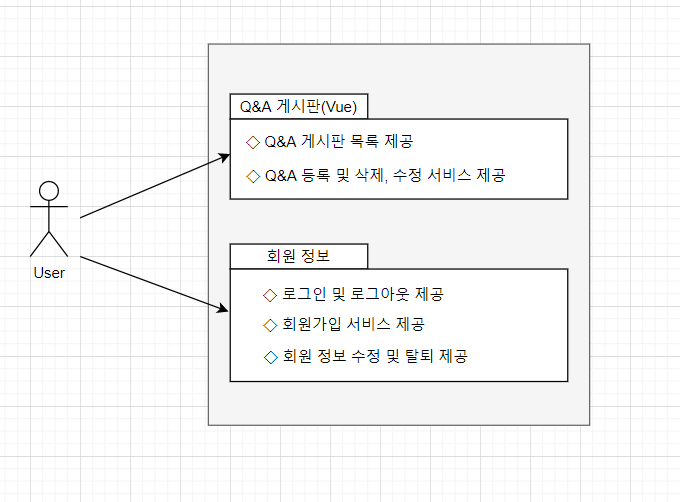 Q&A 게시판(Vue)
◇ Q&A 게시판 목록 제공
◇ Q&A 등록 및 삭제, 수정 서비스 제공
User
회원 정보
◇ 로그인 및 로그아웃 제공
◇ 회원가입 서비스 제공
◇ 회원 정보 수정 및 탈퇴 제공